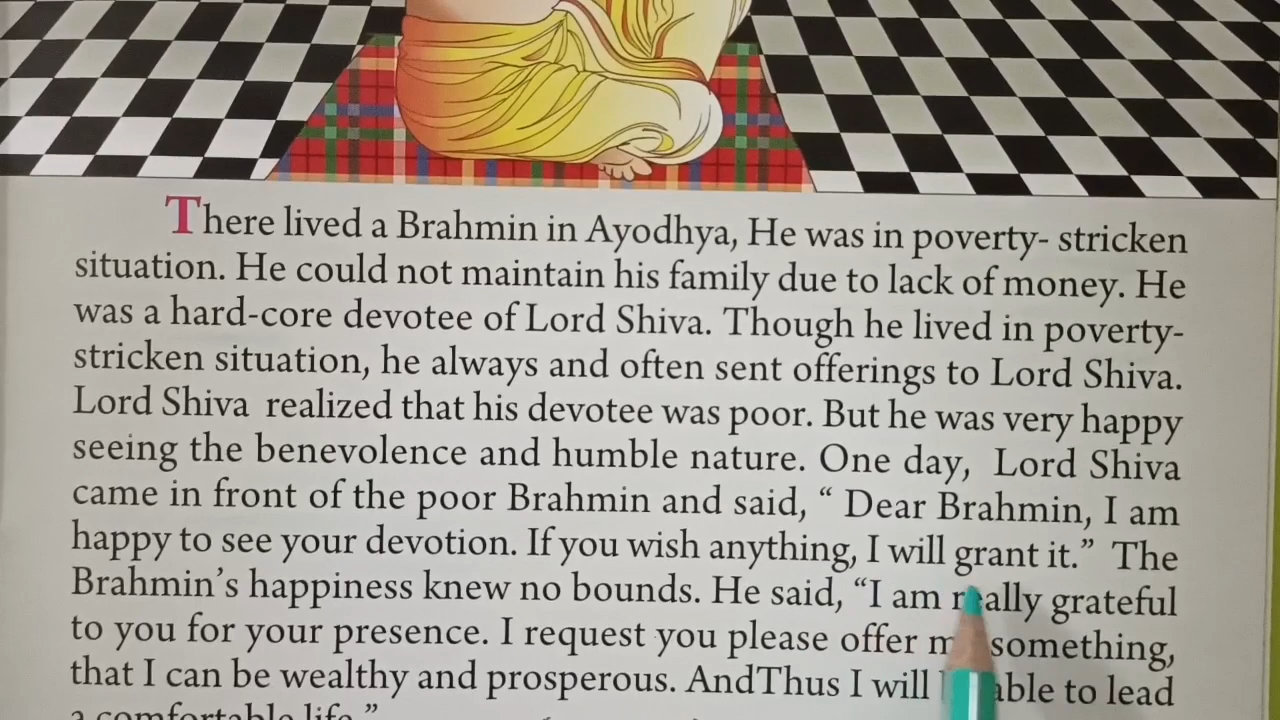 There lived a Brahmin in Ayodhya, He was in poverty- stricken
situation. He could not maintain his family due to lack of money. He
was a hard-core devotee of Lord Shiva. Though he lived in poverty-
stricken situation, he always and often sent offerings to Lord Shiva.
Lord Shiva realized that his devotee was poor. But he was very happy
seeing the benevolence and humble nature. One day, Lord Shiva
came in front of the poor Brahmin and said, “ Dear Brahmin, I am
happy to see your devotion. If you wish anything, I will grant it.” The
Brahmin’s happiness knew no bounds. He said, “I am really grateful
to you for your presence. I request you please offer something,
that I can be wealthy and prosperous. AndThus I will able to lead
a comfortable life.”